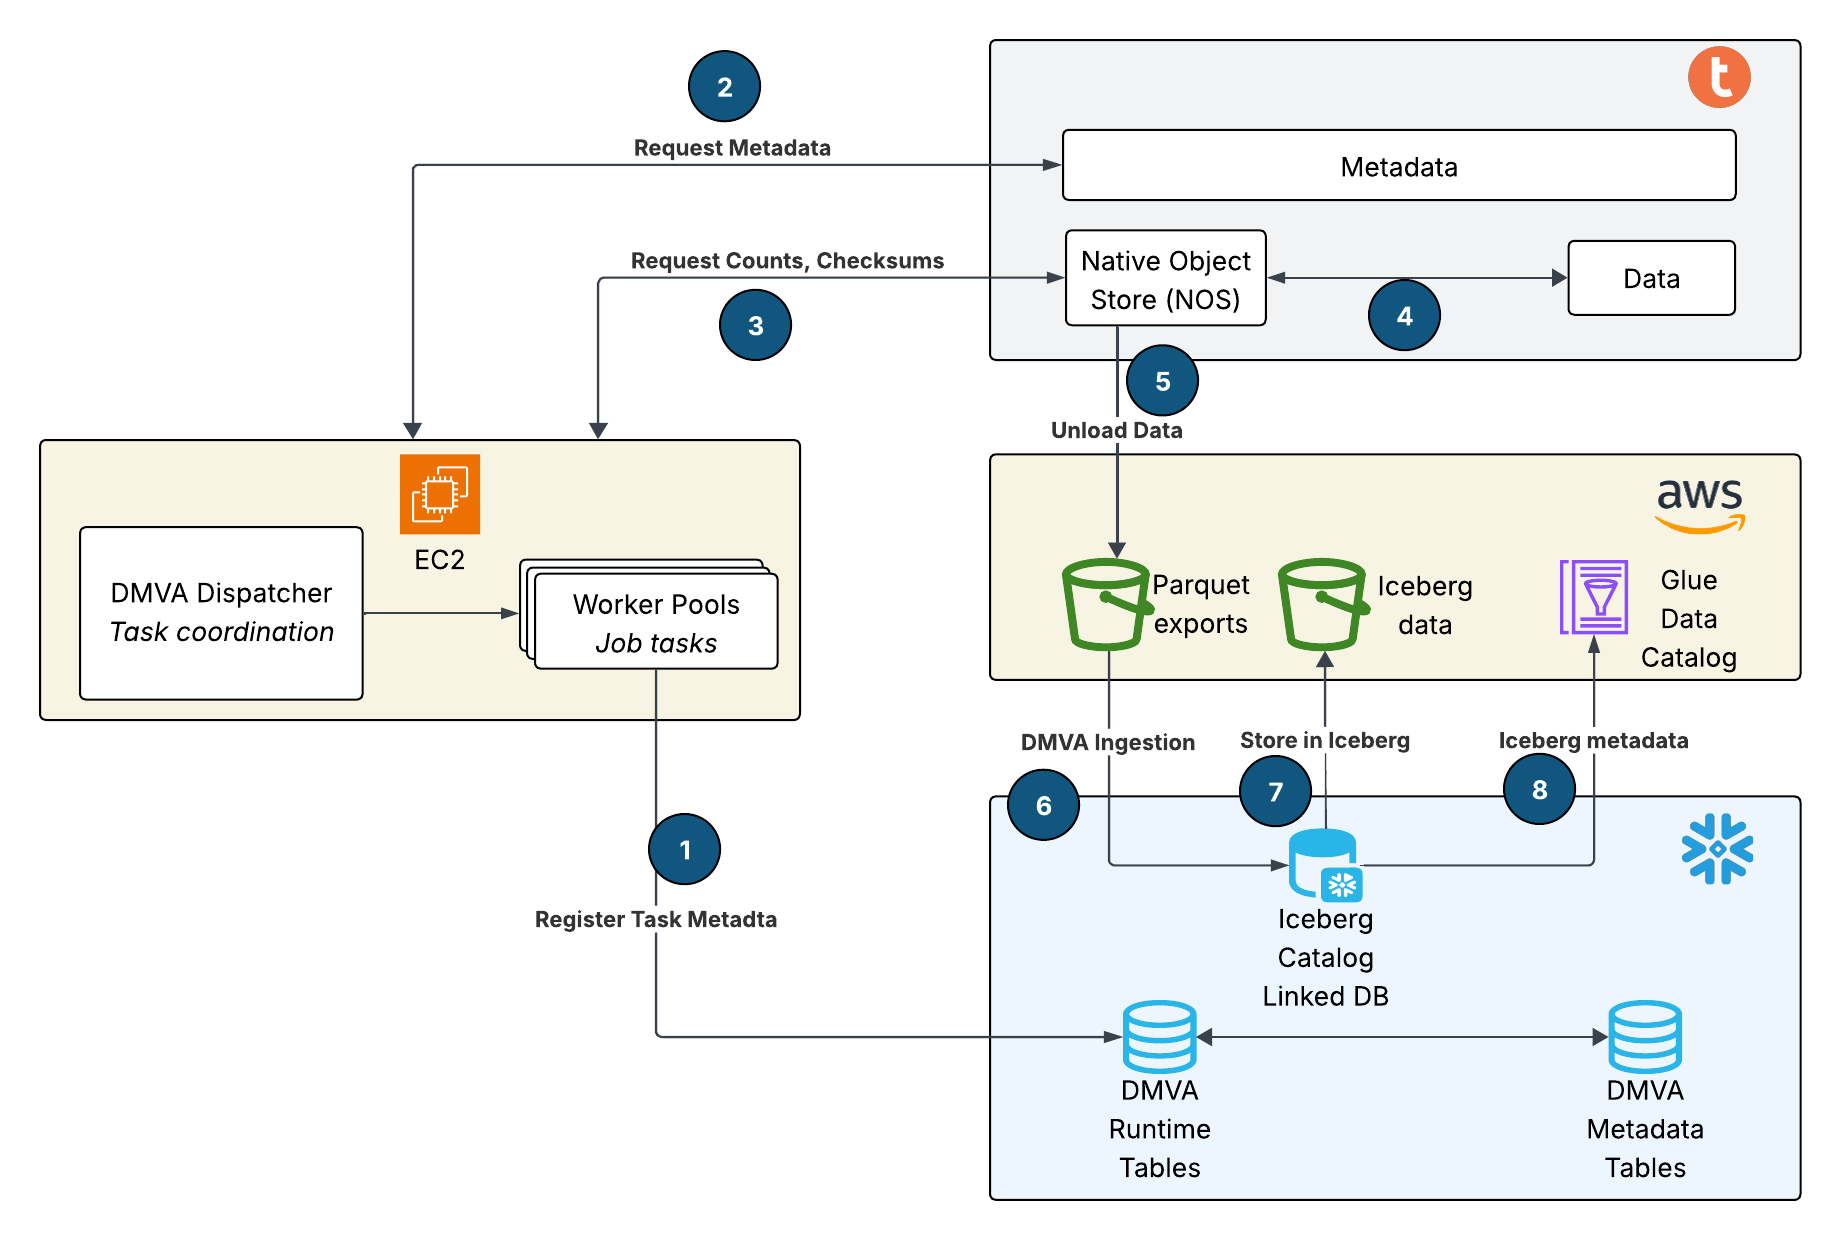 2
Request Metadata
t
Metadata
Request Counts, Checksums
3
Native Object
Store (NOS)
4
Data
5
Unload Data
EC2
DMVA Dispatcher
Task coordination
Worker Pools
Job tasks
aws
Parquet
exports
Iceberg
data
Glue
Data
Catalog
DMVA Ingestion
Store in Iceberg
Iceberg metadata
6
7
8
1
Register Task Metadta
Iceberg
Catalog
Linked DB
DMVA
Runtime
Tables
DMVA
Metadata
Tables